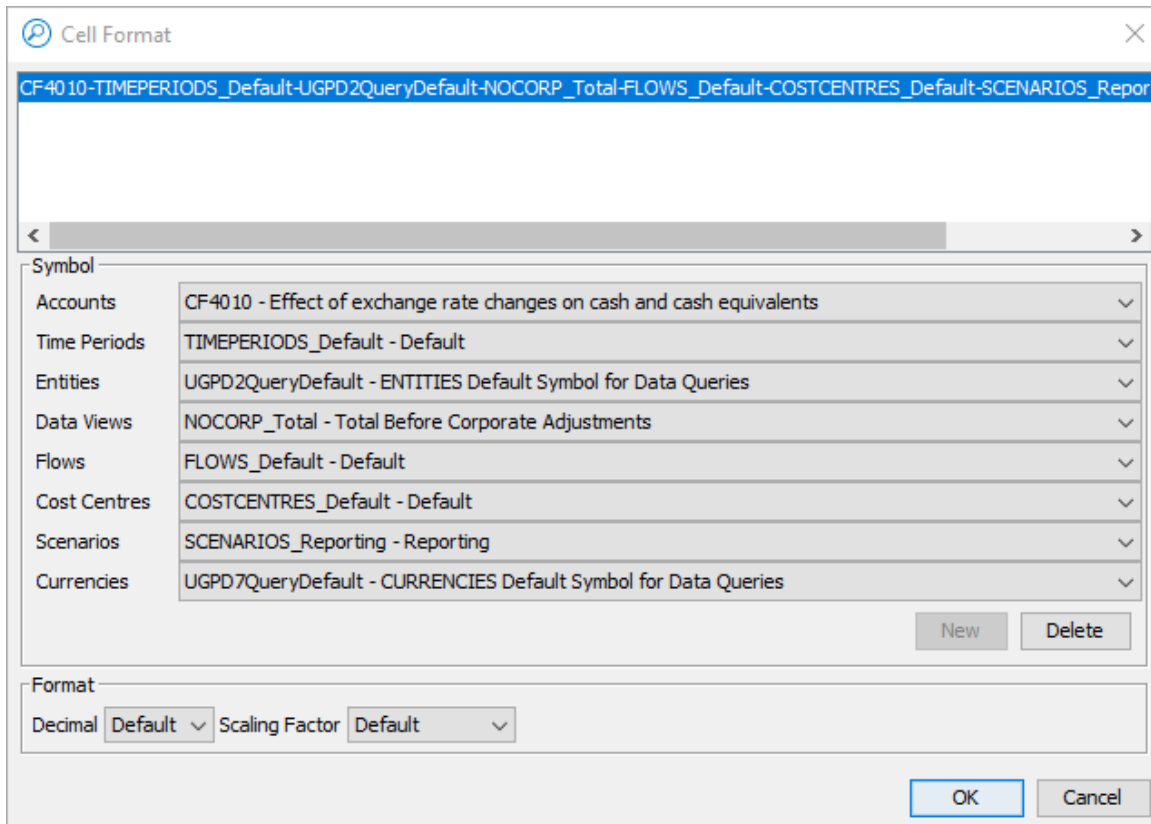 Cell Format
CF4010-TIMEPERIODS_Default-UGPD2QueryDefault-NOCORP_Total-FLOWS_Default-COSTCENTRES_Default-SCENARIOS_Repor
Symbol
Accounts CF4010 - Effect of exchange rate changes on cash and cash equivalents
Time Periods TIMEPERIODS_Default - Default
Entities UGPD2QueryDefault - ENTITIES Default Symbol for Data Queries
Data Views NOCORP_Total - Total Before Corporate Adjustments
Flows FLOWS_Default - Default
Cost Centres COSTCENTRES_Default - Default
Scenarios SCENARIOS_Reporting - Reporting
Currencies UGPD7QueryDefault - CURRENCIES Default Symbol for Data Queries
New Delete
Format
Decimal Default Scaling Factor Default
OK Cancel